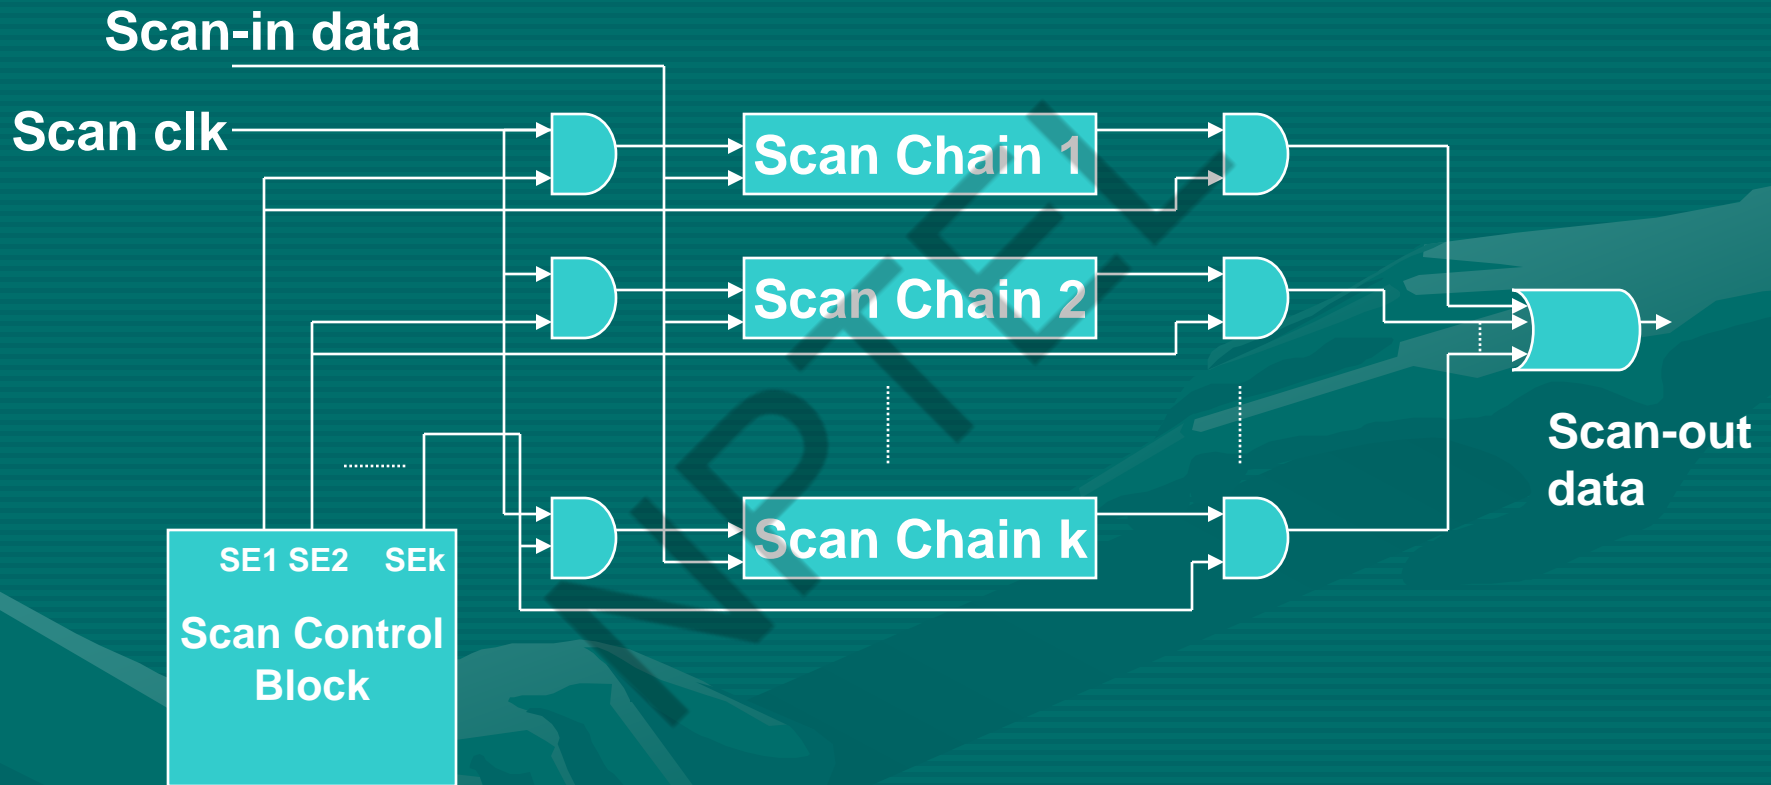 Scan-in data
Scan clk
Scan Chain 1
Scan Chain 2
Scan Chain k
Scan-out
data
SE1 SE2 SEk
Scan Control
Block
NPTEL